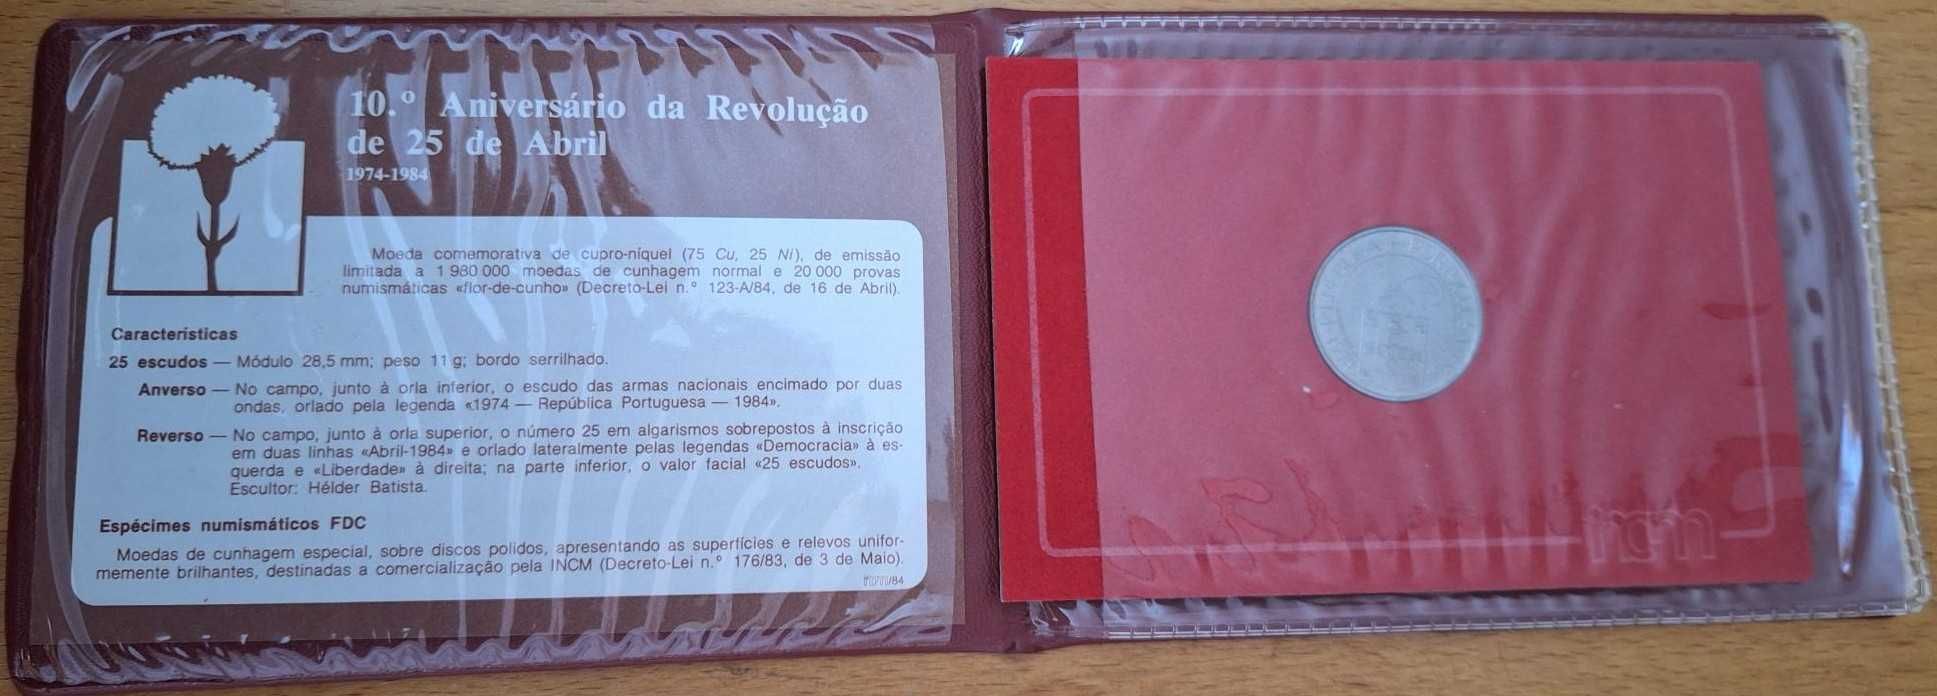 10.º Aniversário da Revolução
de 25 de Abril
1974-1984
Moeda comemorativa de cupro-níquel (75 Cu, 25 Ni), de emissão
limitada a 1 980 000 moedas de cunhagem normal e 20 000 provas
numismáticas «flor-de-cunho» (Decreto-Lei n.º 123-A/84, de 16 de Abril).
Características
25 escudos — Módulo 28,5 mm; peso 11 g; bordo serrilhado.
Anverso — No campo, junto à orla inferior, o escudo das armas nacionais encimado por duas
ondas, orlado pela legenda «1974 — República Portuguesa — 1984».
Reverso — No campo, junto à orla superior, o número 25 em algarismos sobrepostos à inscrição
em duas linhas «Abril-1984» e orlado lateralmente pelas legendas «Democracia» à es-
querda e «Liberdade» à direita; na parte inferior, o valor facial «25 escudos».
Escultor: Hélder Batista.
Espécimes numismáticos FDC
Moedas de cunhagem especial, sobre discos polidos, apresentando as superfícies e relevos unifor-
memente brilhantes, destinadas a comercialização pela INCM (Decreto-Lei n.º 176/83, de 3 de Maio).
incm/84
incm